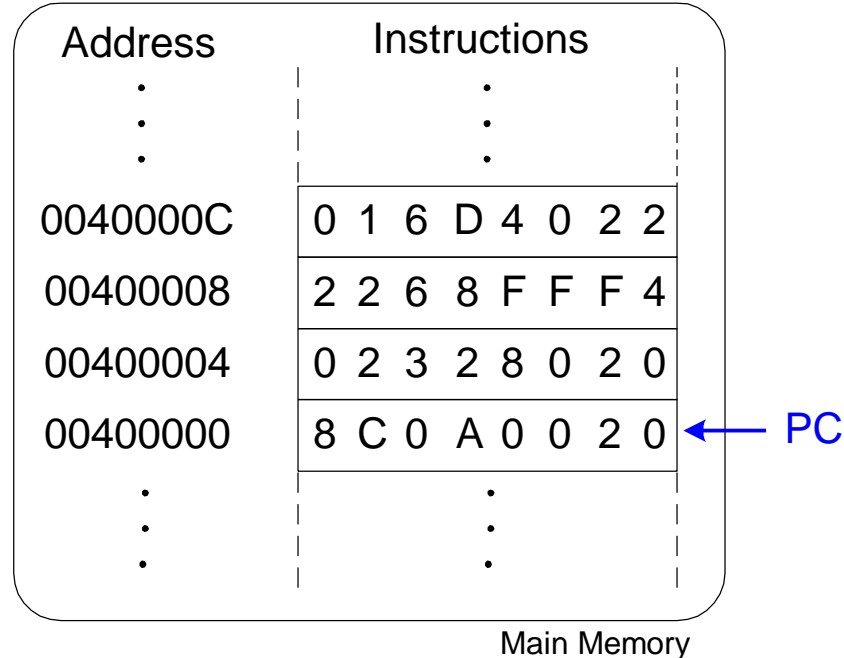 Address Instructions
0040000C 0 1 6 D 4 0 2 2
00400008 2 2 6 8 F F F 4
00400004 0 2 3 2 8 0 2 0
00400000 8 C 0 A 0 0 2 0 PC
Main Memory